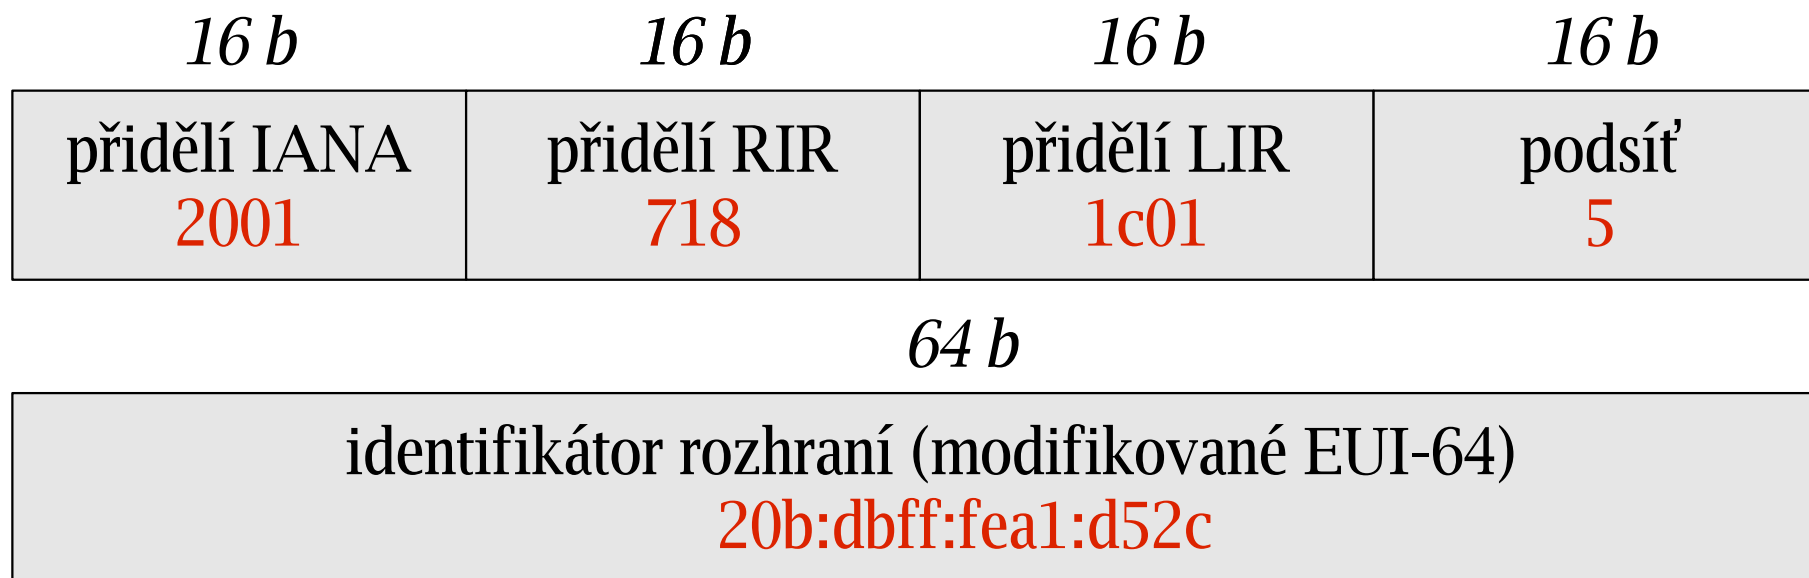 16 b 16 b 16 b 16 b
přidělí IANA přidělí RIR přidělí LIR podsíť
2001 718 1c01 5
64 b
identifikátor rozhraní (modifikované EUI-64)
20b:dbff:fea1:d52c